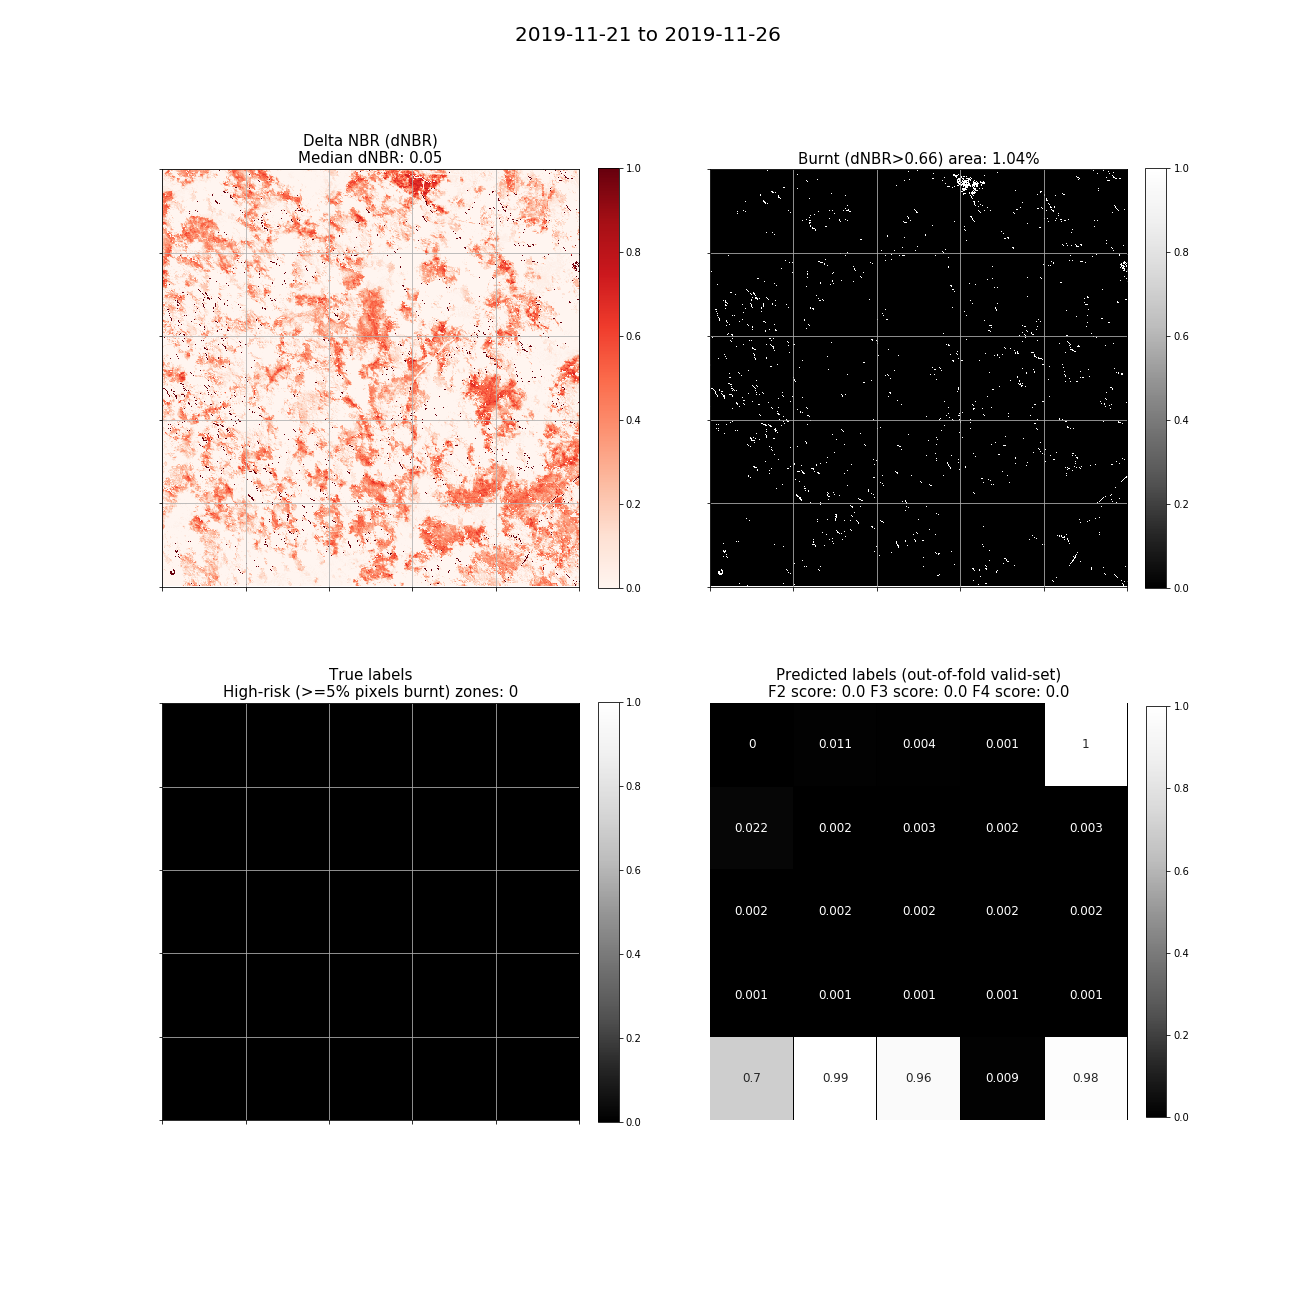 2019-11-21 to 2019-11-26
Delta NBR (dNBR)
Median dNBR: 0.05
1.0
0.8
0.6
0.4
0.2
0.0
Burnt (dNBR>0.66) area: 1.04%
1.0
0.8
0.6
0.4
0.2
0.0
True labels
High-risk (>=5% pixels burnt) zones: 0
1.0
0.8
0.6
0.4
0.2
0.0
Predicted labels (out-of-fold valid-set)
F2 score: 0.0 F3 score: 0.0 F4 score: 0.0
0 0.011 0.004 0.001 1
0.022 0.002 0.003 0.002 0.003
0.002 0.002 0.002 0.002 0.002
0.001 0.001 0.001 0.001 0.001
0.7 0.99 0.96 0.009 0.98
1.0
0.8
0.6
0.4
0.2
0.0